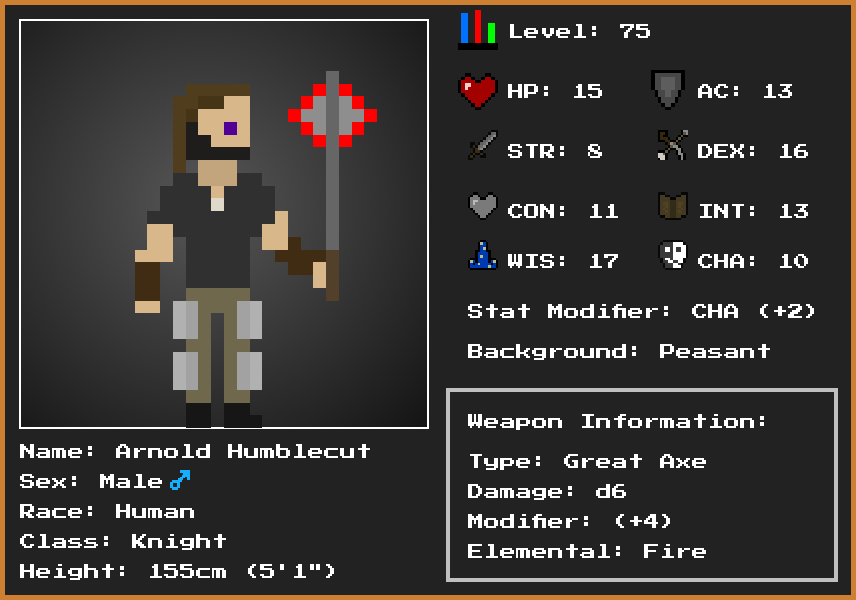 Level: 75
HP: 15 AC: 13
STR: 8 DEX: 16
CON: 11 INT: 13
WIS: 17 CHA: 10
Stat Modifier: CHA (+2)
Background: Peasant
Weapon Information:
Type: Great Axe
Damage: d6
Modifier: (+4)
Elemental: Fire
Name: Arnold Humblecut
Sex: Male♂
Race: Human
Class: Knight
Height: 155cm (5'1")